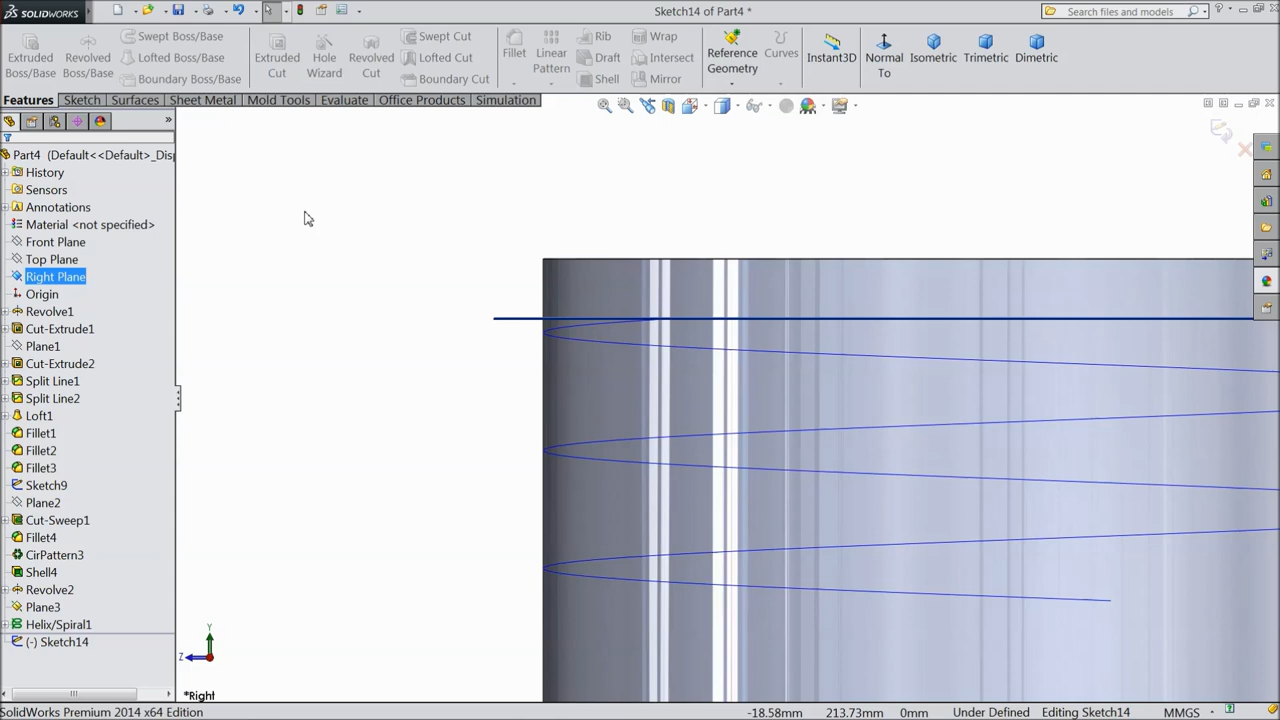 SOLIDWORKS
Sketch14 of Part4 *
Search files and models
Extruded Boss/Base
Revolved Boss/Base
Swept Boss/Base
Lofted Boss/Base
Boundary Boss/Base
Extruded Cut
Hole Wizard
Revolved Cut
Swept Cut
Lofted Cut
Boundary Cut
Fillet
Linear Pattern
Rib
Draft
Shell
Wrap
Intersect
Mirror
Reference Geometry
Curves
Instant3D
Normal To
Isometric
Trimetric
Dimetric
Features Sketch Surfaces Sheet Metal Mold Tools Evaluate Office Products Simulation
Part4 (Default<<Default>_Disp
History
Sensors
Annotations
Material <not specified>
Front Plane
Top Plane
Right Plane
Origin
Revolve1
Cut-Extrude1
Plane1
Cut-Extrude2
Split Line1
Split Line2
Loft1
Fillet1
Fillet2
Fillet3
Sketch9
Plane2
Cut-Sweep1
Fillet4
CirPattern3
Shell4
Revolve2
Plane3
Helix/Spiral1
(-) Sketch14
Y
Z
*Right
SolidWorks Premium 2014 x64 Edition -18.58mm 213.73mm 0mm Under Defined Editing Sketch14 MMGS